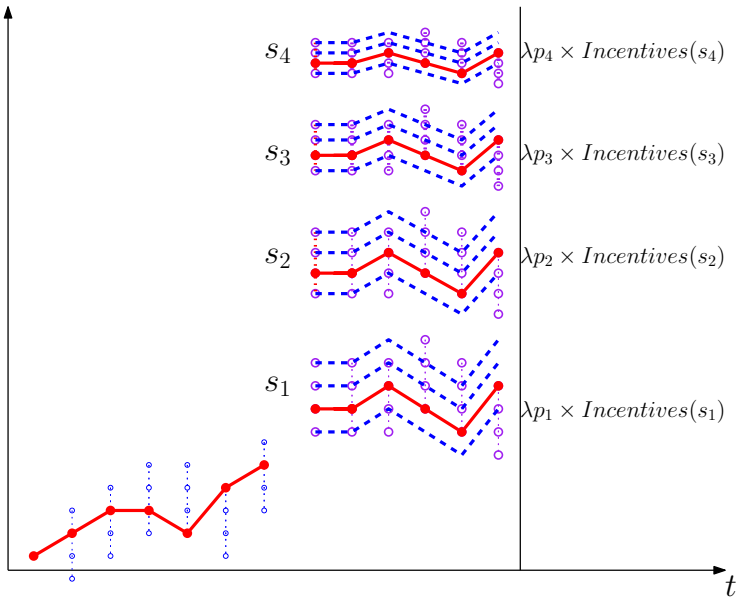 s₄ λp₄ × Incentives(s₄)
s₃ λp₃ × Incentives(s₃)
s₂ λp₂ × Incentives(s₂)
s₁ λp₁ × Incentives(s₁)
t